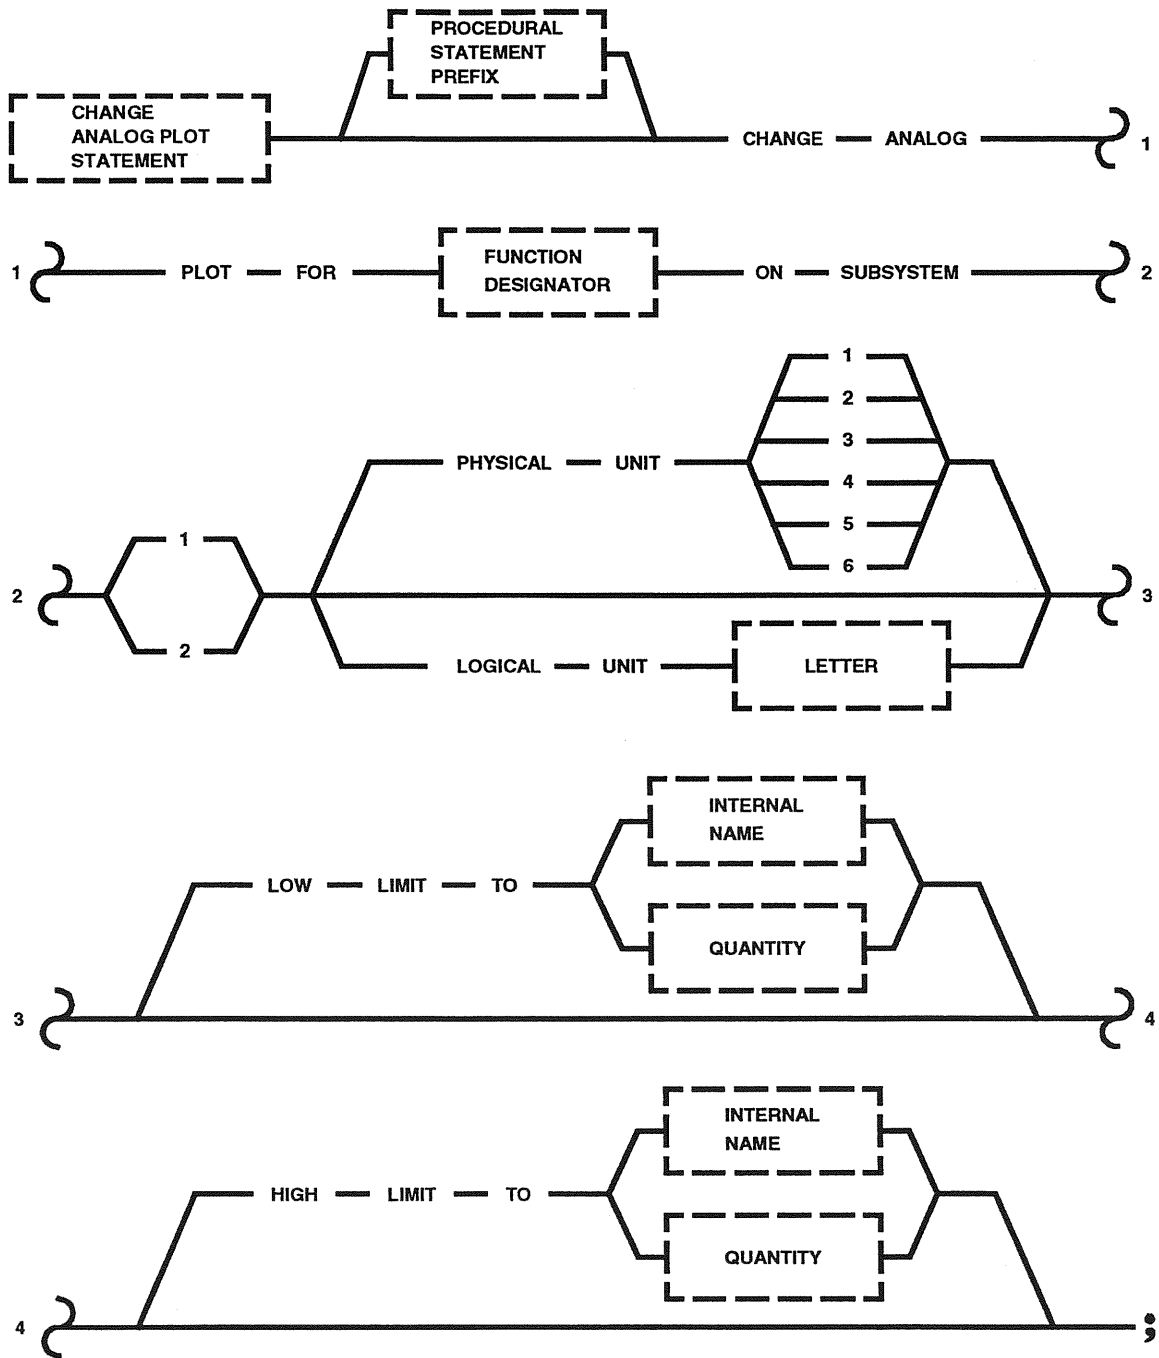 PROCEDURAL
STATEMENT
PREFIX
CHANGE
ANALOG PLOT
STATEMENT
CHANGE ANALOG 1
1 PLOT FOR FUNCTION
DESIGNATOR ON SUBSYSTEM 2
1
2
3
PHYSICAL UNIT
4
5
6
1
2 3
2
LOGICAL UNIT LETTER
INTERNAL
NAME
LOW LIMIT TO
QUANTITY
3 4
INTERNAL
NAME
HIGH LIMIT TO
QUANTITY
4 ;